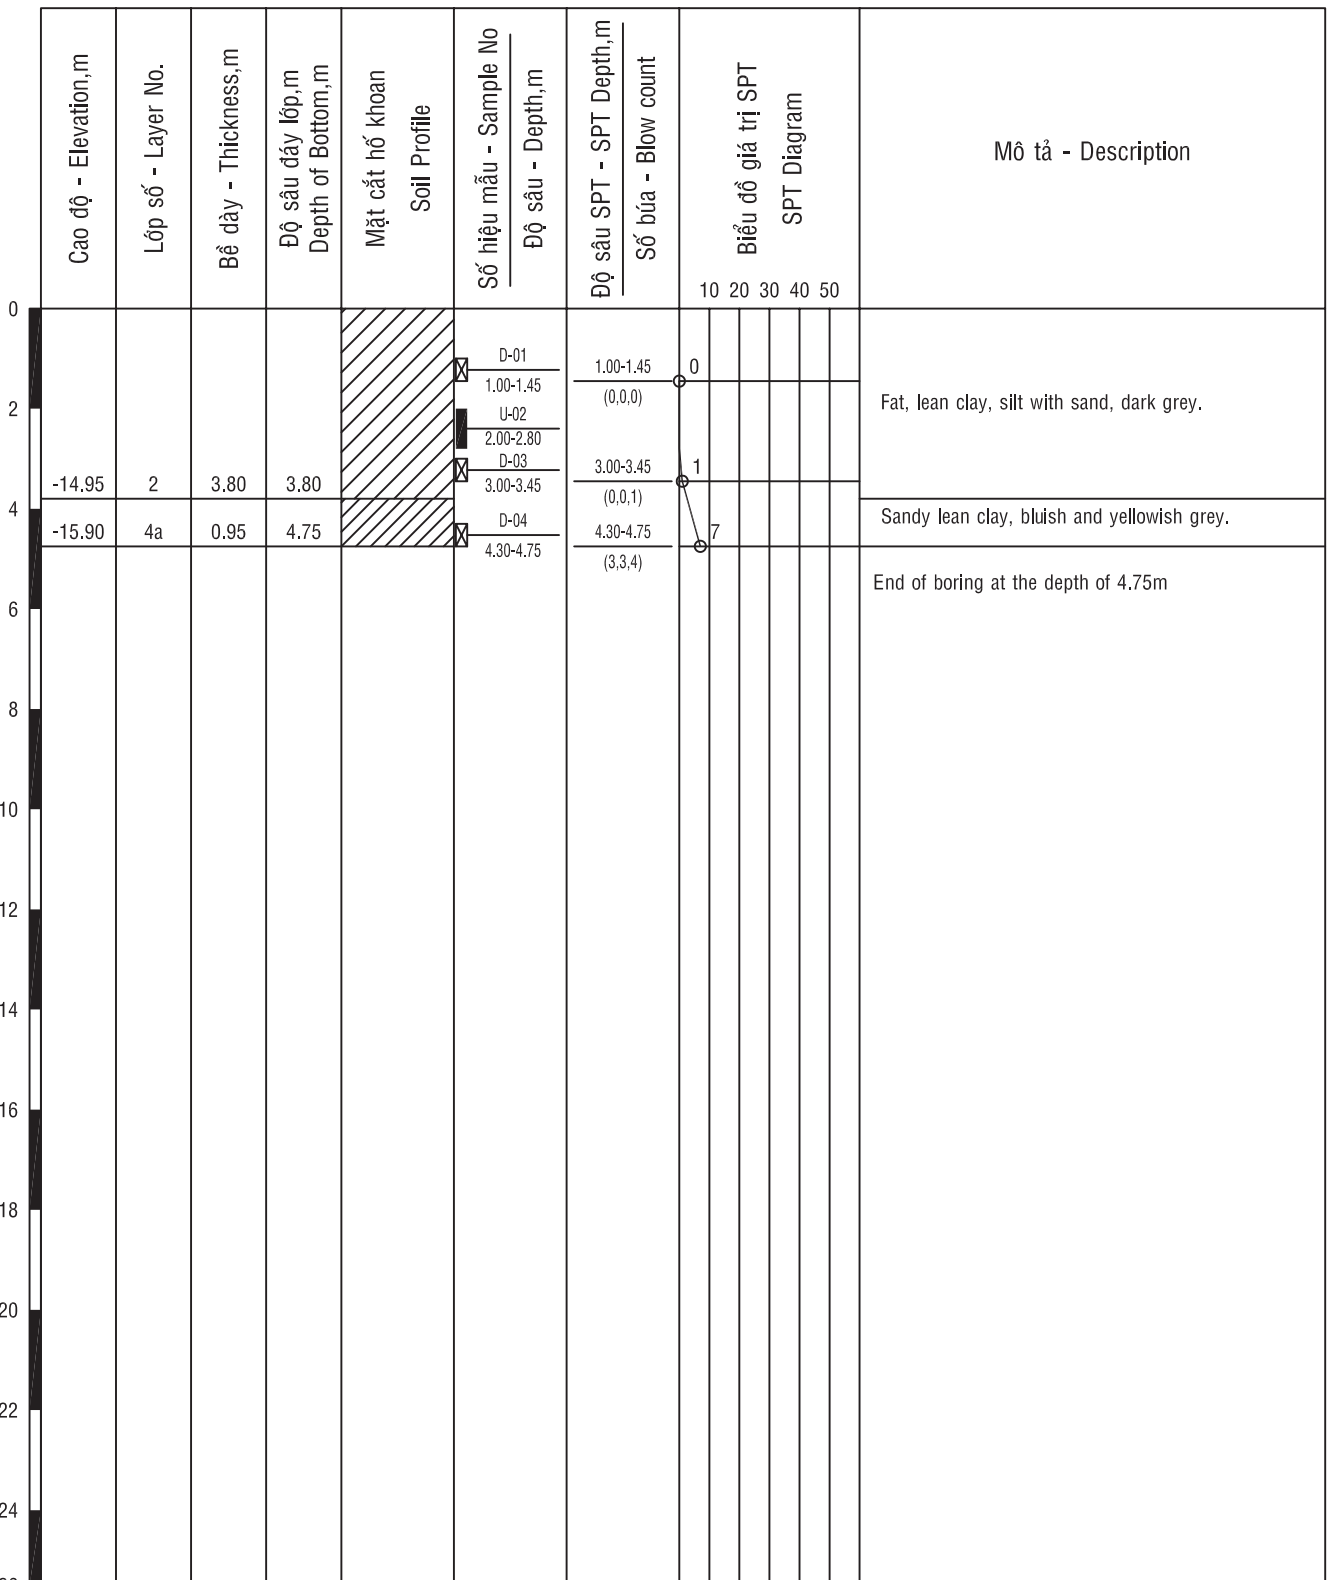 Cao độ - Elevation,m
Lớp số - Layer No.
Bề dày - Thickness,m
Độ sâu đáy lớp,m
Depth of Bottom,m
Mặt cắt hố khoan
Soil Profile
Số hiệu mẫu - Sample No
Độ sâu - Depth,m
Độ sâu SPT - SPT Depth,m
Số búa - Blow count
Biểu đồ giá trị SPT
SPT Diagram
10 20 30 40 50
Mô tả - Description
0
D-01
1.00-1.45
1.00-1.45
(0,0,0)
0
2
U-02
2.00-2.80
Fat, lean clay, silt with sand, dark grey.
D-03
3.00-3.45
3.00-3.45
(0,0,1)
1
-14.95 2 3.80 3.80
4
D-04
4.30-4.75
4.30-4.75
(3,3,4)
7
Sandy lean clay, bluish and yellowish grey.
-15.90 4a 0.95 4.75
End of boring at the depth of 4.75m
6
8
10
12
14
16
18
20
22
24